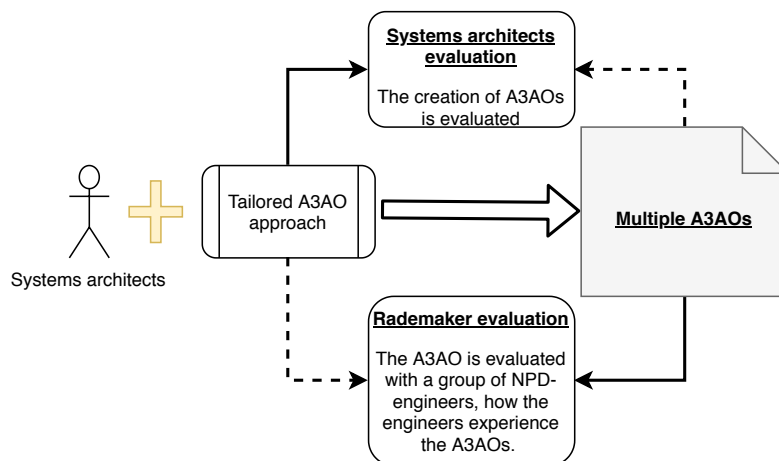 Systems architects
evaluation
The creation of A3AOs
is evaluated
Tailored A3AO
approach
Multiple A3AOs
Systems architects
Rademaker evaluation
The A3AO is evaluated
with a group of NPD-
engineers, how the
engineers experience
the A3AOs.